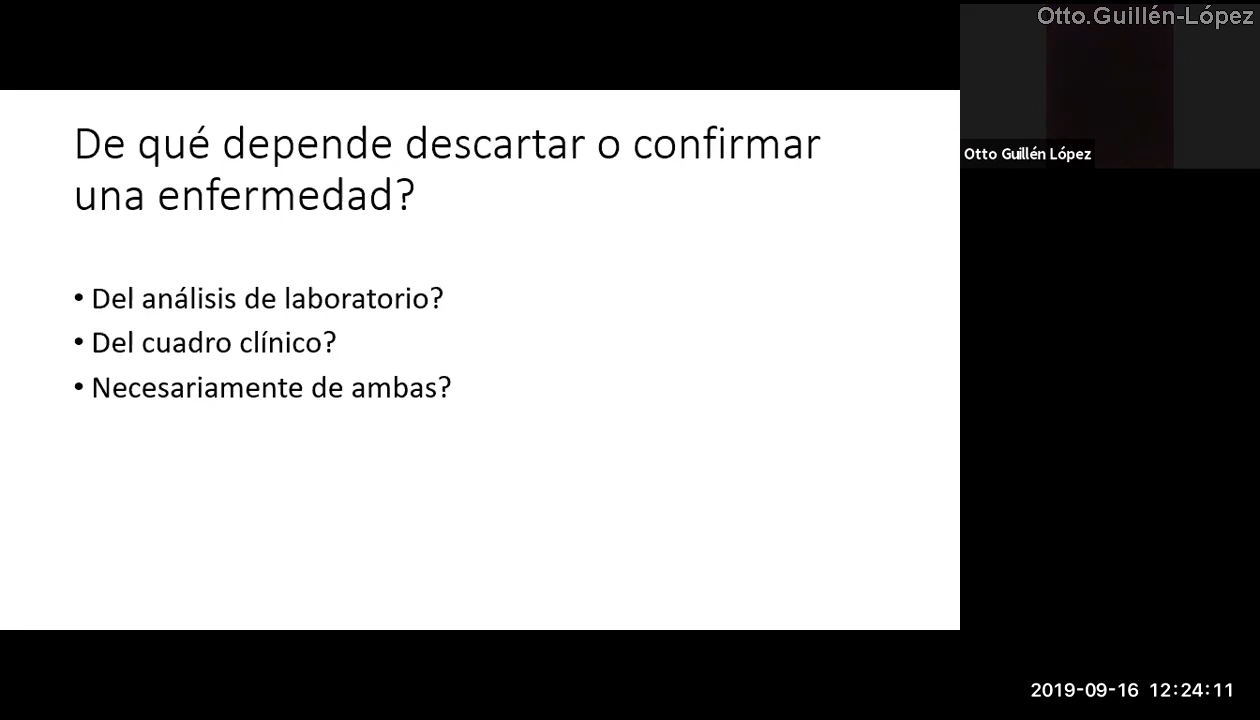 Otto.Guillén-López
Otto Guillén López
De qué depende descartar o confirmar
una enfermedad?
• Del análisis de laboratorio?
• Del cuadro clínico?
• Necesariamente de ambas?
2019-09-16 12:24:11